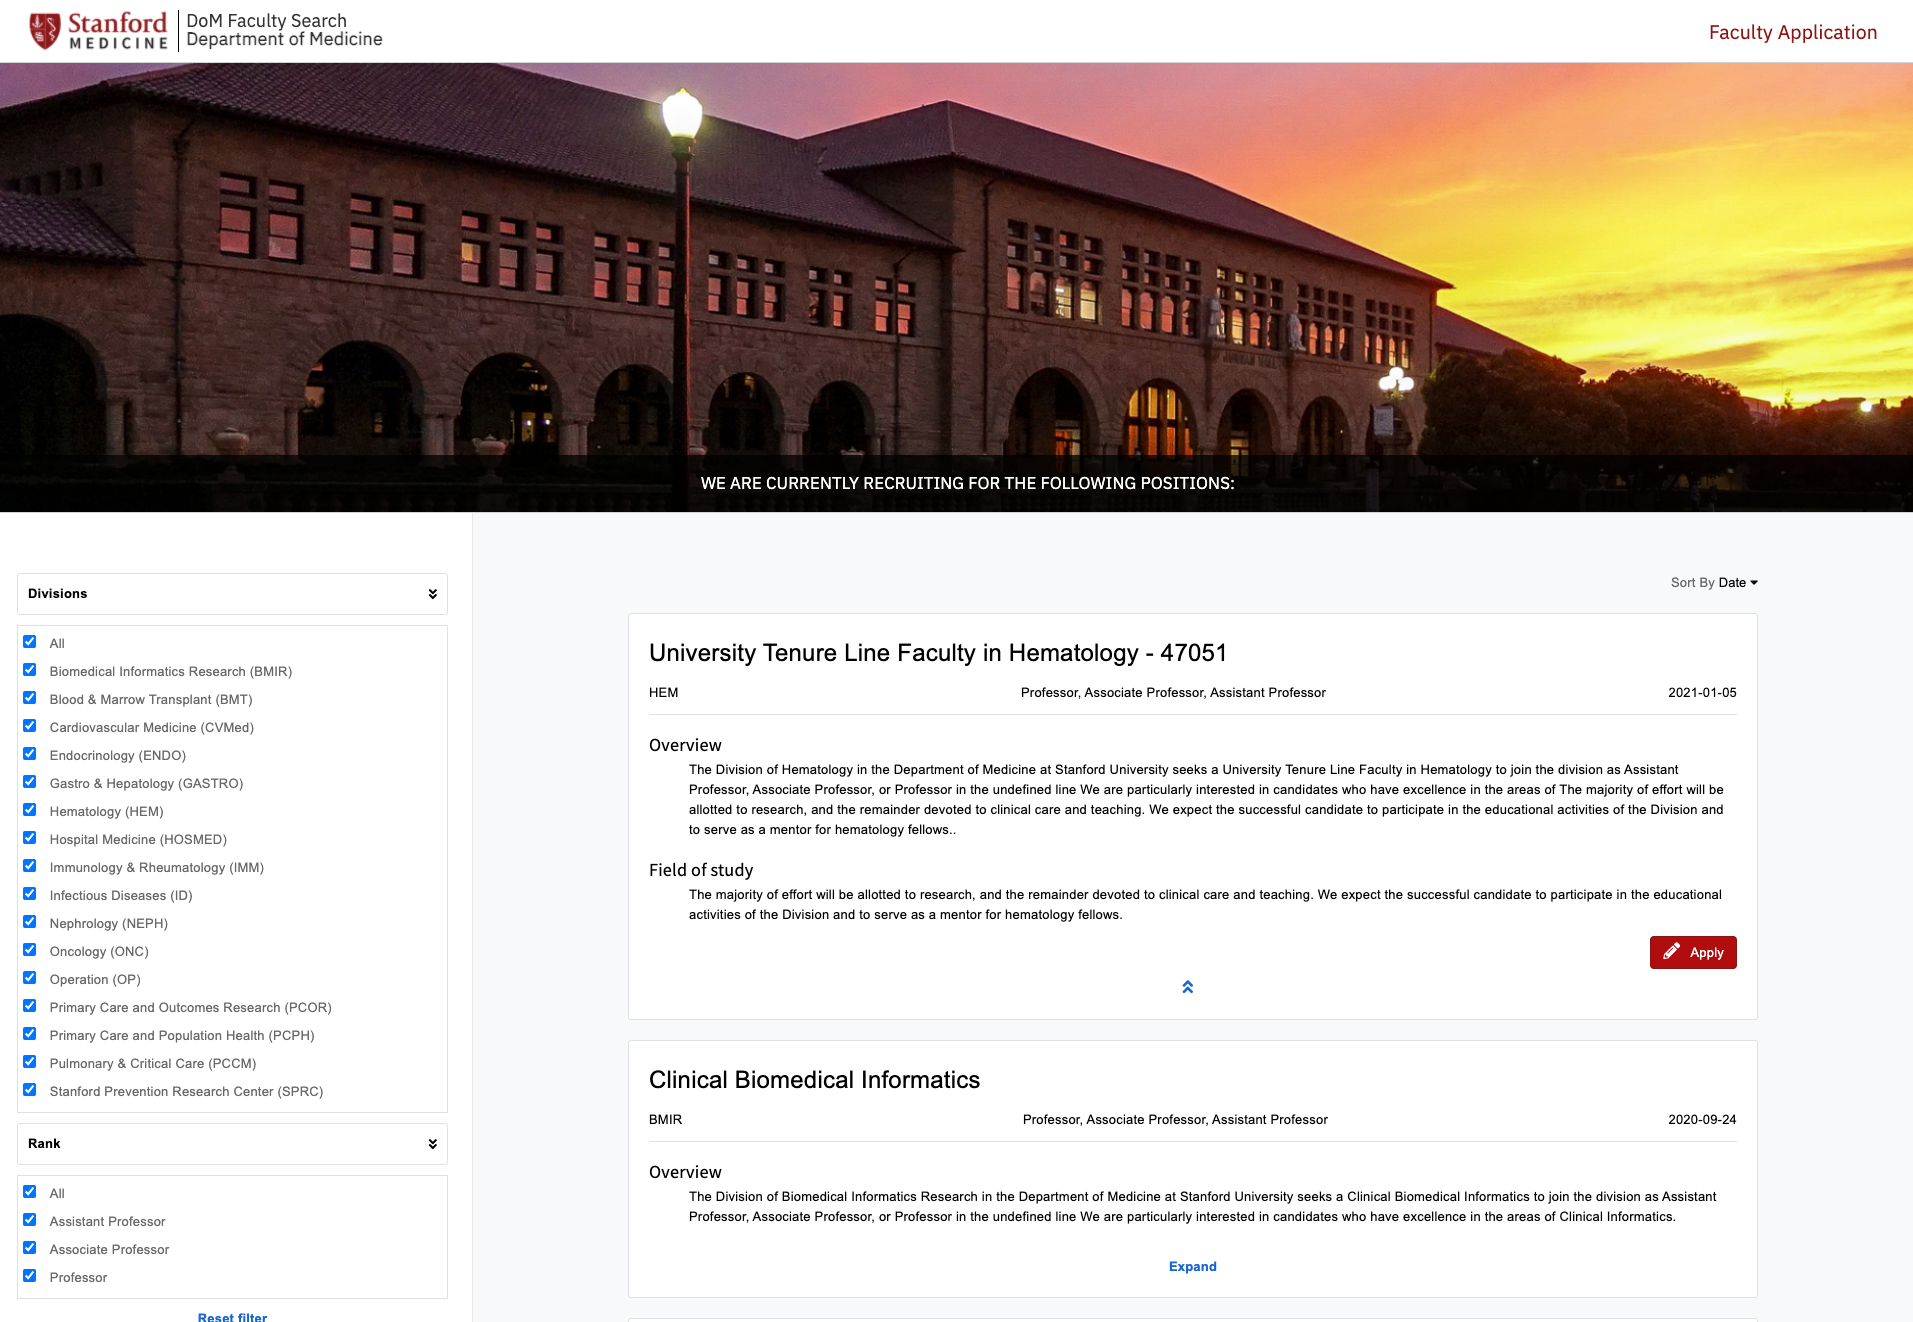 Stanford
MEDICINE
DoM Faculty Search
Department of Medicine
Faculty Application
WE ARE CURRENTLY RECRUITING FOR THE FOLLOWING POSITIONS:
Divisions
All
Biomedical Informatics Research (BMIR)
Blood & Marrow Transplant (BMT)
Cardiovascular Medicine (CVMed)
Endocrinology (ENDO)
Gastro & Hepatology (GASTRO)
Hematology (HEM)
Hospital Medicine (HOSMED)
Immunology & Rheumatology (IMM)
Infectious Diseases (ID)
Nephrology (NEPH)
Oncology (ONC)
Operation (OP)
Primary Care and Outcomes Research (PCOR)
Primary Care and Population Health (PCPH)
Pulmonary & Critical Care (PCCM)
Stanford Prevention Research Center (SPRC)
Rank
All
Assistant Professor
Associate Professor
Professor
Reset filter
Sort By Date
University Tenure Line Faculty in Hematology - 47051
HEM Professor, Associate Professor, Assistant Professor 2021-01-05
Overview
The Division of Hematology in the Department of Medicine at Stanford University seeks a University Tenure Line Faculty in Hematology to join the division as Assistant
Professor, Associate Professor, or Professor in the undefined line We are particularly interested in candidates who have excellence in the areas of The majority of effort will be
allotted to research, and the remainder devoted to clinical care and teaching. We expect the successful candidate to participate in the educational activities of the Division and
to serve as a mentor for hematology fellows..
Field of study
The majority of effort will be allotted to research, and the remainder devoted to clinical care and teaching. We expect the successful candidate to participate in the educational
activities of the Division and to serve as a mentor for hematology fellows.
Apply
Clinical Biomedical Informatics
BMIR Professor, Associate Professor, Assistant Professor 2020-09-24
Overview
The Division of Biomedical Informatics Research in the Department of Medicine at Stanford University seeks a Clinical Biomedical Informatics to join the division as Assistant
Professor, Associate Professor, or Professor in the undefined line We are particularly interested in candidates who have excellence in the areas of Clinical Informatics.
Expand